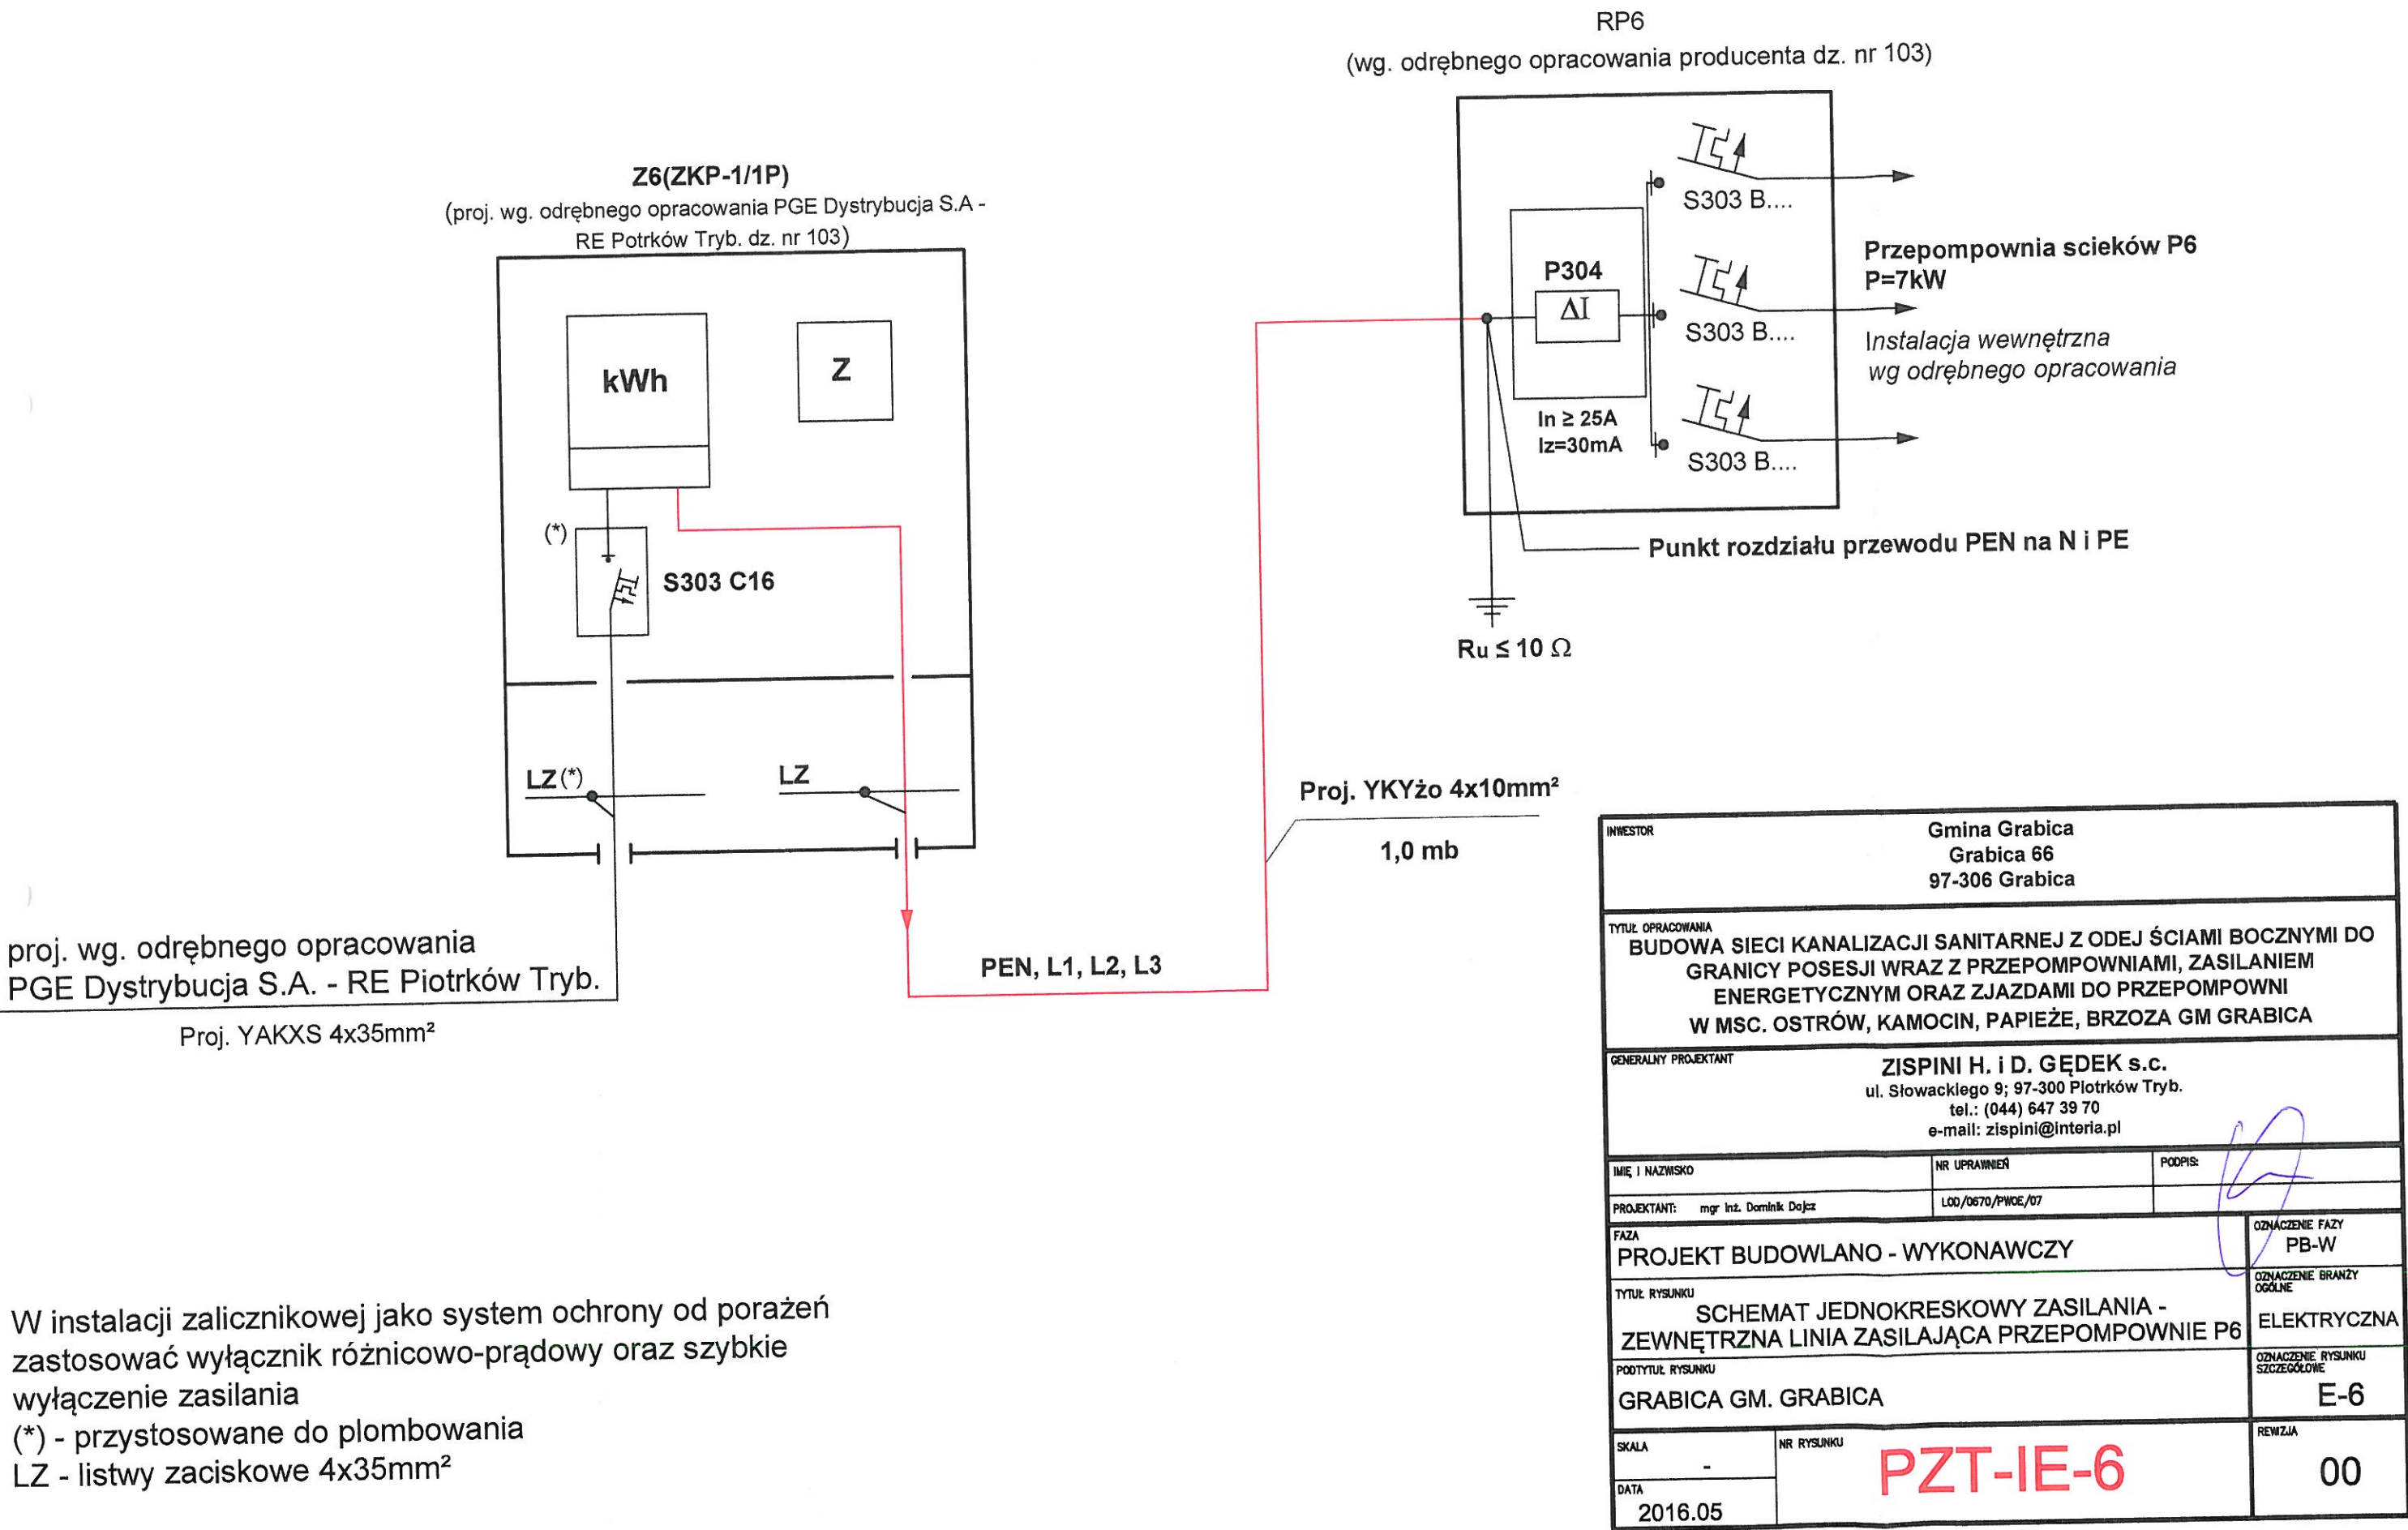 RP6
(wg. odrębnego opracowania producenta dz. nr 103)
Z6(ZKP-1/1P)
(proj. wg. odrębnego opracowania PGE Dystrybucja S.A -
RE Potrków Tryb. dz. nr 103)
kWh
Z
(*)
S303 C16
LZ(*)
LZ
P304
ΔI
In ≥ 25A
Iz=30mA
S303 B....
S303 B....
S303 B....
Przepompownia scieków P6
P=7kW
Instalacja wewnętrzna
wg odrębnego opracowania
Punkt rozdziału przewodu PEN na N i PE
Ru ≤ 10 Ω
Proj. YKYżo 4x10mm²
1,0 mb
PEN, L1, L2, L3
proj. wg. odrębnego opracowania
PGE Dystrybucja S.A. - RE Piotrków Tryb.
Proj. YAKXS 4x35mm²
W instalacji zalicznikowej jako system ochrony od porażeń
zastosować wyłącznik różnicowo-prądowy oraz szybkie
wyłączenie zasilania
(*) - przystosowane do plombowania
LZ - listwy zaciskowe 4x35mm²
INWESTOR
Gmina Grabica
Grabica 66
97-306 Grabica
TYTUŁ OPRACOWANIA
BUDOWA SIECI KANALIZACJI SANITARNEJ Z ODEJ ŚCIAMI BOCZNYMI DO
GRANICY POSESJI WRAZ Z PRZEPOMPOWNIAMI, ZASILANIEM
ENERGETYCZNYM ORAZ ZJAZDAMI DO PRZEPOMPOWNI
W MSC. OSTRÓW, KAMOCIN, PAPIEŻE, BRZOZA GM GRABICA
GENERALNY PROJEKTANT
ZISPINI H. i D. GĘDEK s.c.
ul. Słowackiego 9; 97-300 Piotrków Tryb.
tel.: (044) 647 39 70
e-mail: zispini@interia.pl
IMIĘ I NAZWISKO
NR UPRAWNIEŃ
PODPIS:
PROJEKTANT: mgr inż. Dominik Dajcz
LOD/0670/PWOE/07
FAZA
PROJEKT BUDOWLANO - WYKONAWCZY
OZNACZENIE FAZY
PB-W
TYTUŁ RYSUNKU
SCHEMAT JEDNOKRESKOWY ZASILANIA -
ZEWNĘTRZNA LINIA ZASILAJĄCA PRZEPOMPOWNIE P6
OZNACZENIE BRANŻY
OGÓLNE
ELEKTRYCZNA
PODTYTUŁ RYSUNKU
GRABICA GM. GRABICA
OZNACZENIE RYSUNKU
SZCZEGÓŁOWE
E-6
SKALA
-
NR RYSUNKU
PZT-IE-6
REWIZJA
00
DATA
2016.05